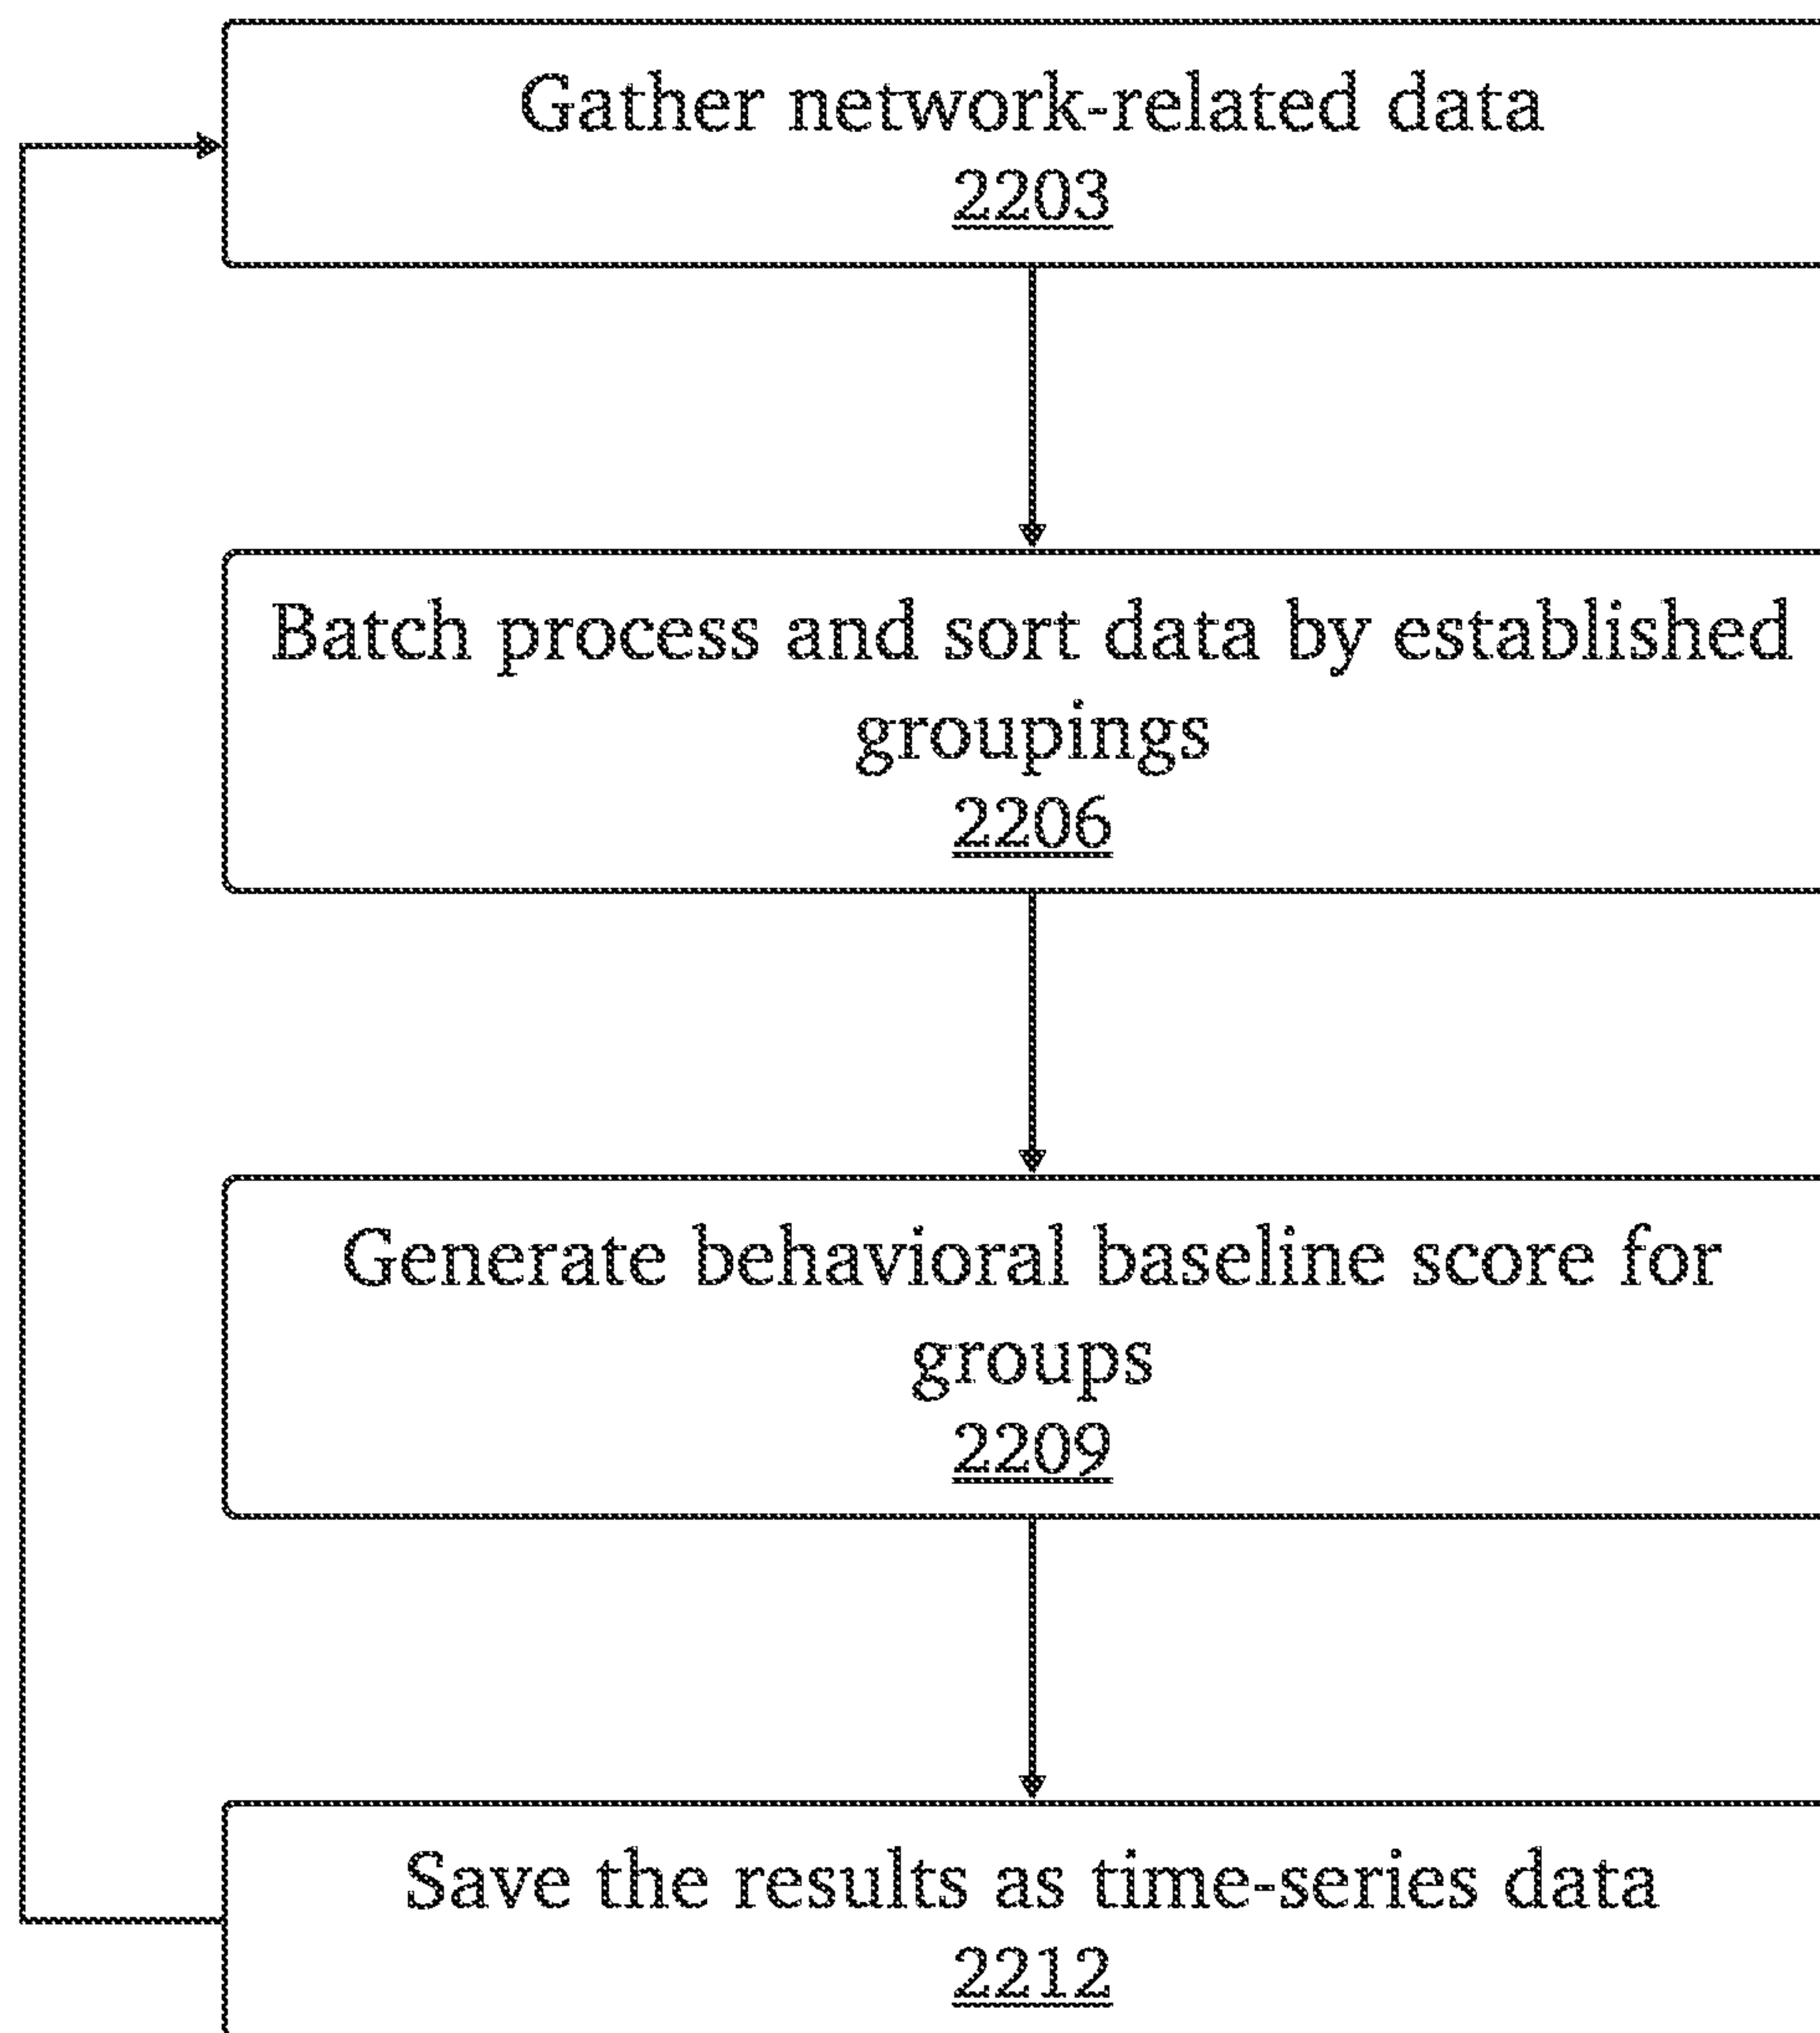 Gather network-related data
2203
Batch process and sort data by established
groupings
2206
Generate behavioral baseline score for
groups
2209
Save the results as time-series data
2212